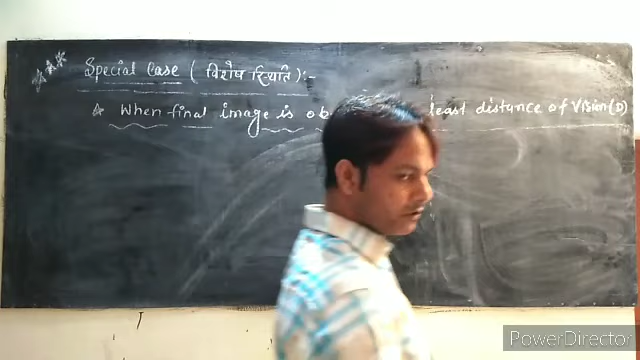 Special Case ( विशेष स्थिति ):-
When final image is ob least distance of Vision(D)
PowerDirector